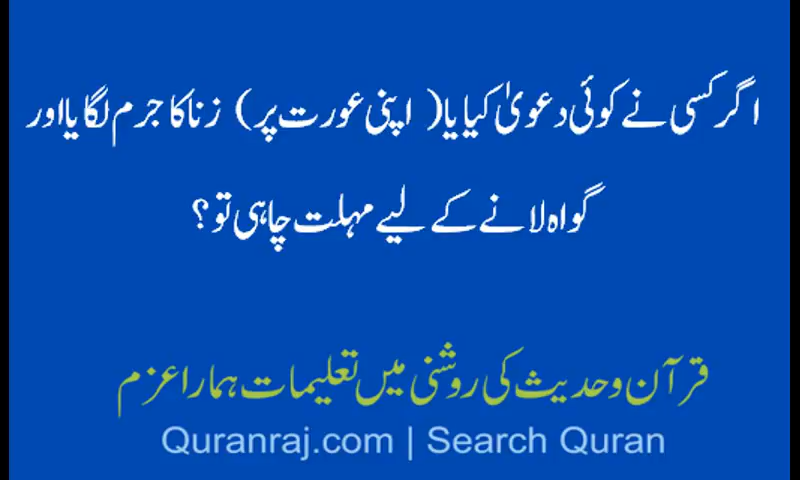 اگر کسی نے کوئی دعویٰ کیا یا ( اپنی عورت پر ) زنا کا جرم لگایا اور
گواہ لانے کے لیے مہلت چاہی تو ؟
قرآن و حدیث کی روشنی میں تعلیمات ہمارا عزم
Quranraj.com | Search Quran